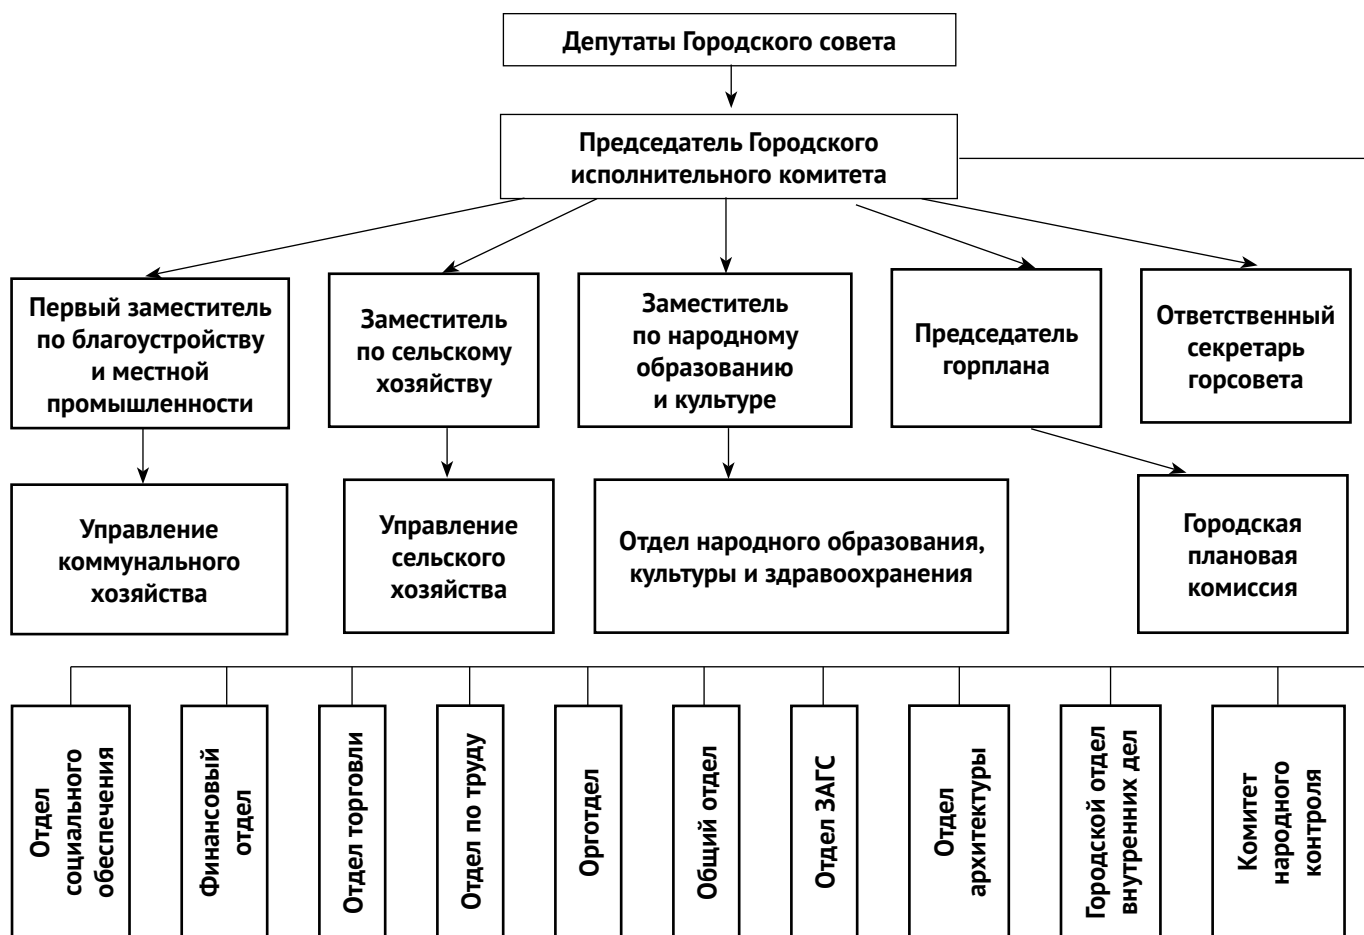 Депутаты Городского совета
Председатель Городского
исполнительного комитета
Первый заместитель
по благоустройству
и местной
промышленности
Заместитель
по сельскому
хозяйству
Заместитель
по народному
образованию
и культуре
Председатель
горплана
Ответственный
секретарь
горсовета
Управление
коммунального
хозяйства
Управление
сельского
хозяйства
Отдел народного образования,
культуры и здравоохранения
Городская
плановая
комиссия
Отдел
социального
обеспечения
Финансовый
отдел
Отдел торговли
Отдел по труду
Орготдел
Общий отдел
Отдел ЗАГС
Отдел
архитектуры
Городской отдел
внутренних дел
Комитет
народного
контроля